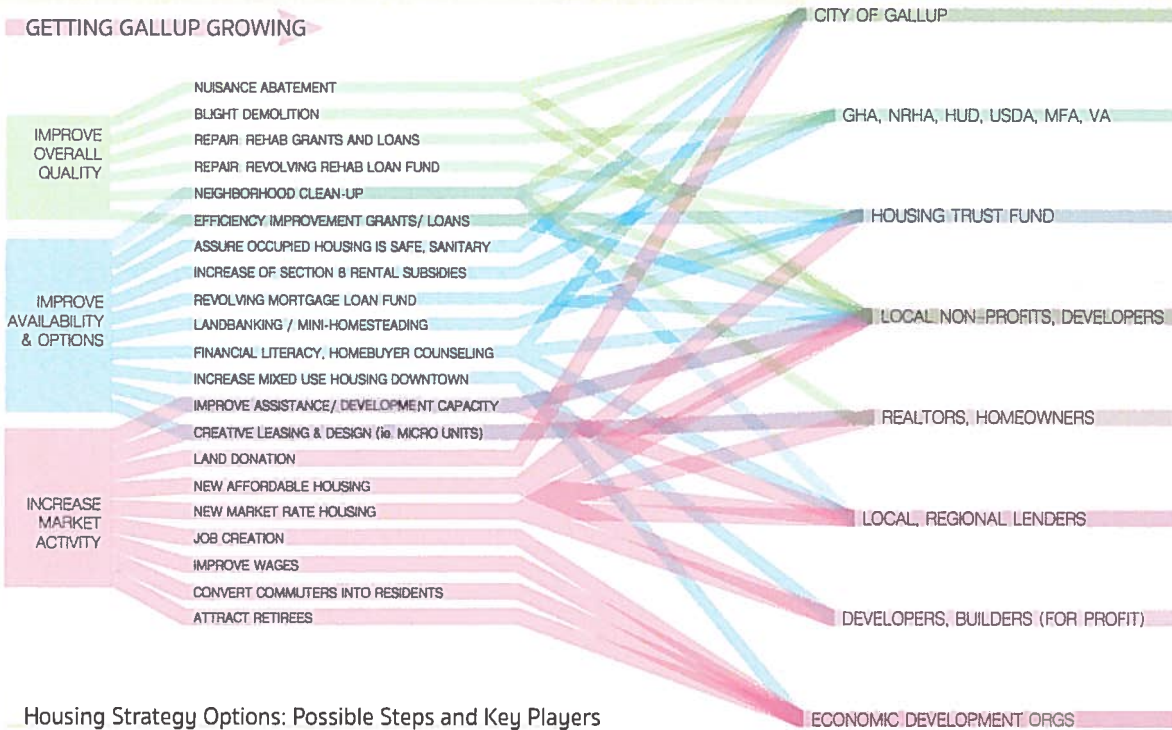 GETTING GALLUP GROWING
IMPROVE
OVERALL
QUALITY
IMPROVE
AVAILABILITY
& OPTIONS
INCREASE
MARKET
ACTIVITY
NUISANCE ABATEMENT
BLIGHT DEMOLITION
REPAIR: REHAB GRANTS AND LOANS
REPAIR: REVOLVING REHAB LOAN FUND
NEIGHBORHOOD CLEAN-UP
EFFICIENCY IMPROVEMENT GRANTS/ LOANS
ASSURE OCCUPIED HOUSING IS SAFE, SANITARY
INCREASE OF SECTION 8 RENTAL SUBSIDIES
REVOLVING MORTGAGE LOAN FUND
LANDBANKING / MINI-HOMESTEADING
FINANCIAL LITERACY, HOMEBUYER COUNSELING
INCREASE MIXED USE HOUSING DOWNTOWN
IMPROVE ASSISTANCE/ DEVELOPMENT CAPACITY
CREATIVE LEASING & DESIGN (ie. MICRO UNITS)
LAND DONATION
NEW AFFORDABLE HOUSING
NEW MARKET RATE HOUSING
JOB CREATION
IMPROVE WAGES
CONVERT COMMUTERS INTO RESIDENTS
ATTRACT RETIREES
CITY OF GALLUP
GHA, NRHA, HUD, USDA, MFA, VA
HOUSING TRUST FUND
LOCAL NON-PROFITS, DEVELOPERS
REALTORS, HOMEOWNERS
LOCAL, REGIONAL LENDERS
DEVELOPERS, BUILDERS (FOR PROFIT)
ECONOMIC DEVELOPMENT ORGS
Housing Strategy Options: Possible Steps and Key Players